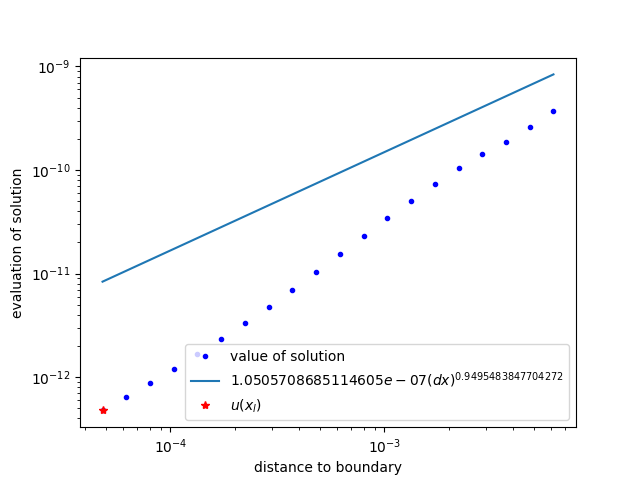 10⁻⁹
10⁻¹⁰
10⁻¹¹
10⁻¹²
evaluation of solution
value of solution
1.0505708685114605e − 07(dx)^0.9495483847704272
u(x_l)
10⁻⁴
10⁻³
distance to boundary